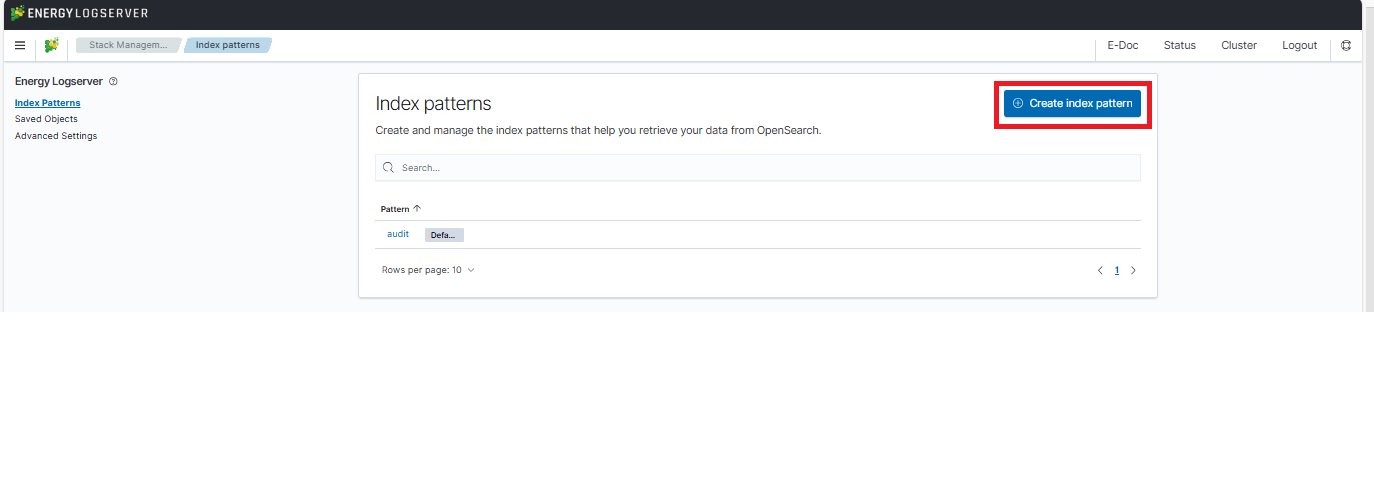 ENERGY LOGSERVER
Stack Managem... Index patterns E-Doc Status Cluster Logout
Energy Logserver
Index Patterns
Saved Objects
Advanced Settings
Index patterns
Create index pattern
Create and manage the index patterns that help you retrieve your data from OpenSearch.
Search...
Pattern
audit Defa...
Rows per page: 10
1